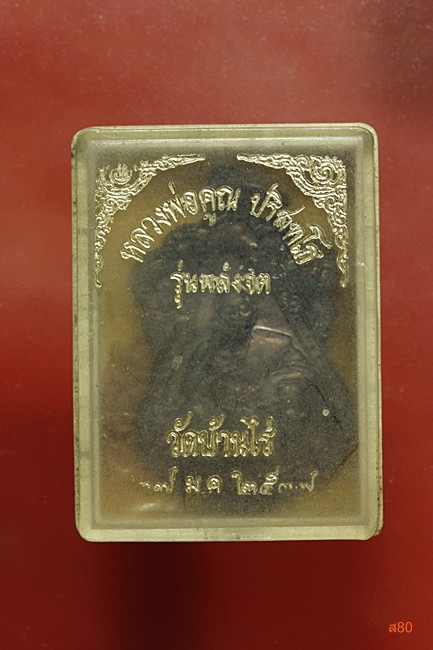 หลวงพ่อคูณ ปริสุทโธ
รุ่นพลังจิต
วัดบ้านไร่
๑๗ ม.ค. ๒๕๓๗
ส80